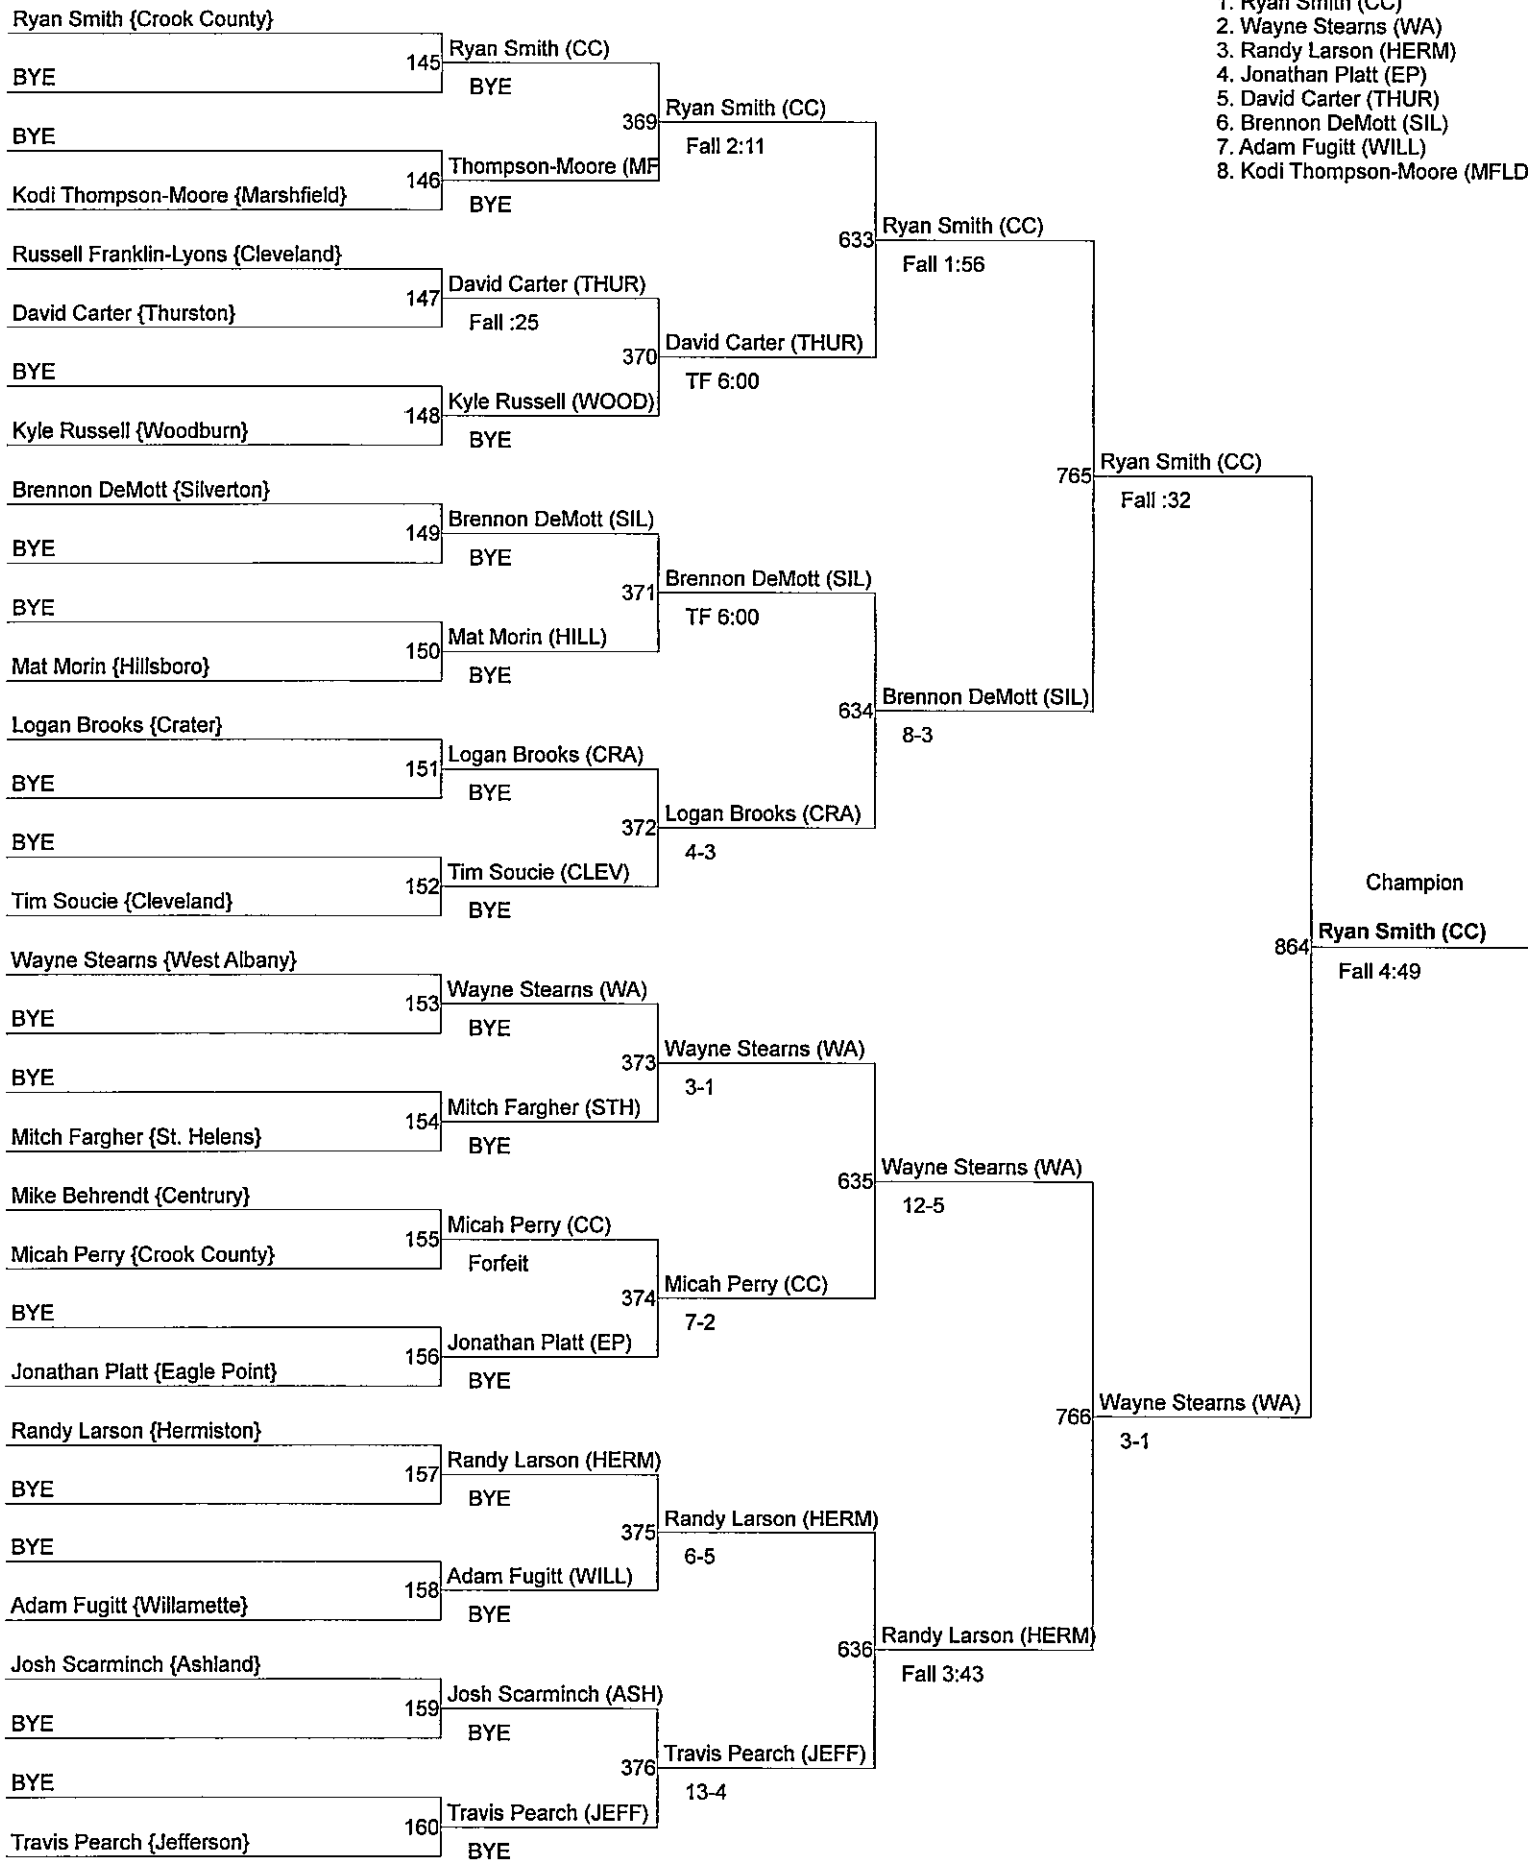 Ryan Smith {Crook County}
BYE
BYE
Kodi Thompson-Moore {Marshfield}
Russell Franklin-Lyons {Cleveland}
David Carter {Thurston}
BYE
Kyle Russell {Woodburn}
Brennon DeMott {Silverton}
BYE
BYE
Mat Morin {Hillsboro}
Logan Brooks {Crater}
BYE
BYE
Tim Soucie {Cleveland}
Wayne Stearns {West Albany}
BYE
BYE
Mitch Fargher {St. Helens}
Mike Behrendt {Centrury}
Micah Perry {Crook County}
BYE
Jonathan Platt {Eagle Point}
Randy Larson {Hermiston}
BYE
BYE
Adam Fugitt {Willamette}
Josh Scarminch {Ashland}
BYE
BYE
Travis Pearch {Jefferson}
145 Ryan Smith (CC)
BYE
146 Thompson-Moore (MF
BYE
147 David Carter (THUR)
Fall :25
148 Kyle Russell (WOOD)
BYE
149 Brennon DeMott (SIL)
BYE
150 Mat Morin (HILL)
BYE
151 Logan Brooks (CRA)
BYE
152 Tim Soucie (CLEV)
BYE
153 Wayne Stearns (WA)
BYE
154 Mitch Fargher (STH)
BYE
155 Micah Perry (CC)
Forfeit
156 Jonathan Platt (EP)
BYE
157 Randy Larson (HERM)
BYE
158 Adam Fugitt (WILL)
BYE
159 Josh Scarminch (ASH)
BYE
160 Travis Pearch (JEFF)
BYE
369 Ryan Smith (CC)
Fall 2:11
370 David Carter (THUR)
TF 6:00
371 Brennon DeMott (SIL)
TF 6:00
372 Logan Brooks (CRA)
4-3
373 Wayne Stearns (WA)
3-1
374 Micah Perry (CC)
7-2
375 Randy Larson (HERM)
6-5
376 Travis Pearch (JEFF)
13-4
633 Ryan Smith (CC)
Fall 1:56
634 Brennon DeMott (SIL)
8-3
635 Wayne Stearns (WA)
12-5
636 Randy Larson (HERM)
Fall 3:43
765 Ryan Smith (CC)
Fall :32
766 Wayne Stearns (WA)
3-1
Champion
864 Ryan Smith (CC)
Fall 4:49
1. Ryan Smith (CC)
2. Wayne Stearns (WA)
3. Randy Larson (HERM)
4. Jonathan Platt (EP)
5. David Carter (THUR)
6. Brennon DeMott (SIL)
7. Adam Fugitt (WILL)
8. Kodi Thompson-Moore (MFLD